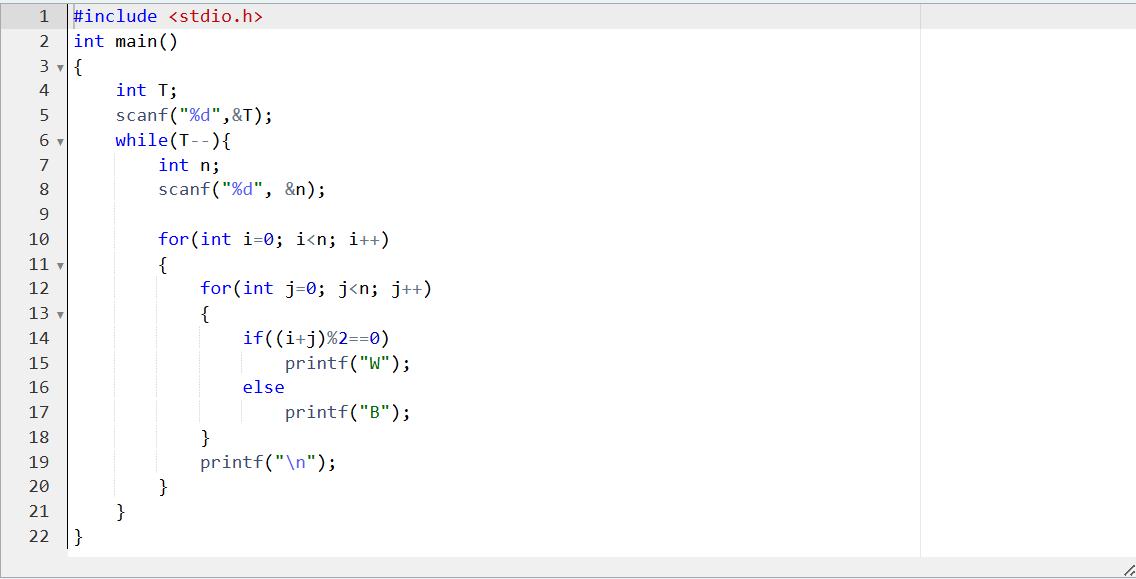 1 #include <stdio.h>
2 int main()
3 {
4     int T;
5     scanf("%d",&T);
6     while(T--){
7         int n;
8         scanf("%d", &n);
9
10         for(int i=0; i<n; i++)
11         {
12             for(int j=0; j<n; j++)
13             {
14                 if((i+j)%2==0)
15                     printf("W");
16                 else
17                     printf("B");
18             }
19             printf("\n");
20         }
21     }
22 }